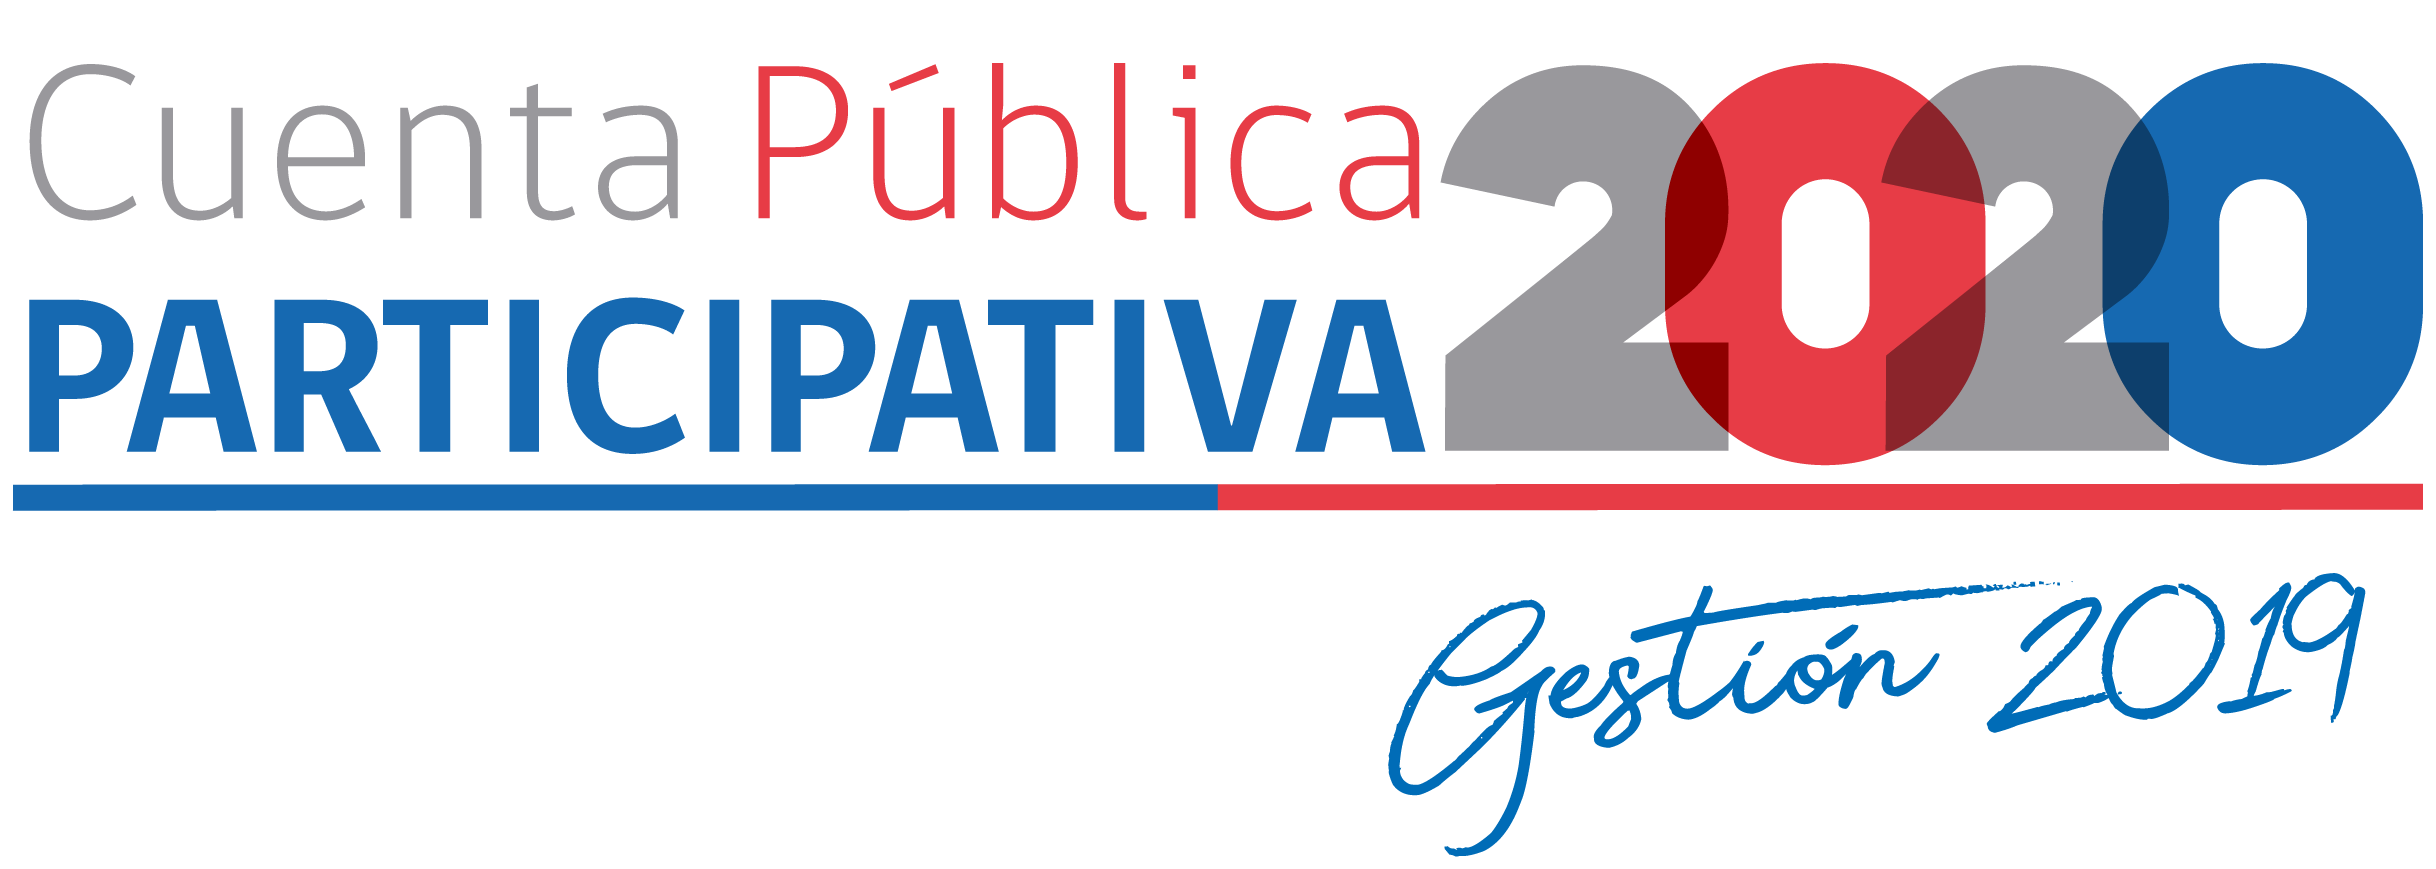 Cuenta Pública 2020
PARTICIPATIVA
Gestión 2019